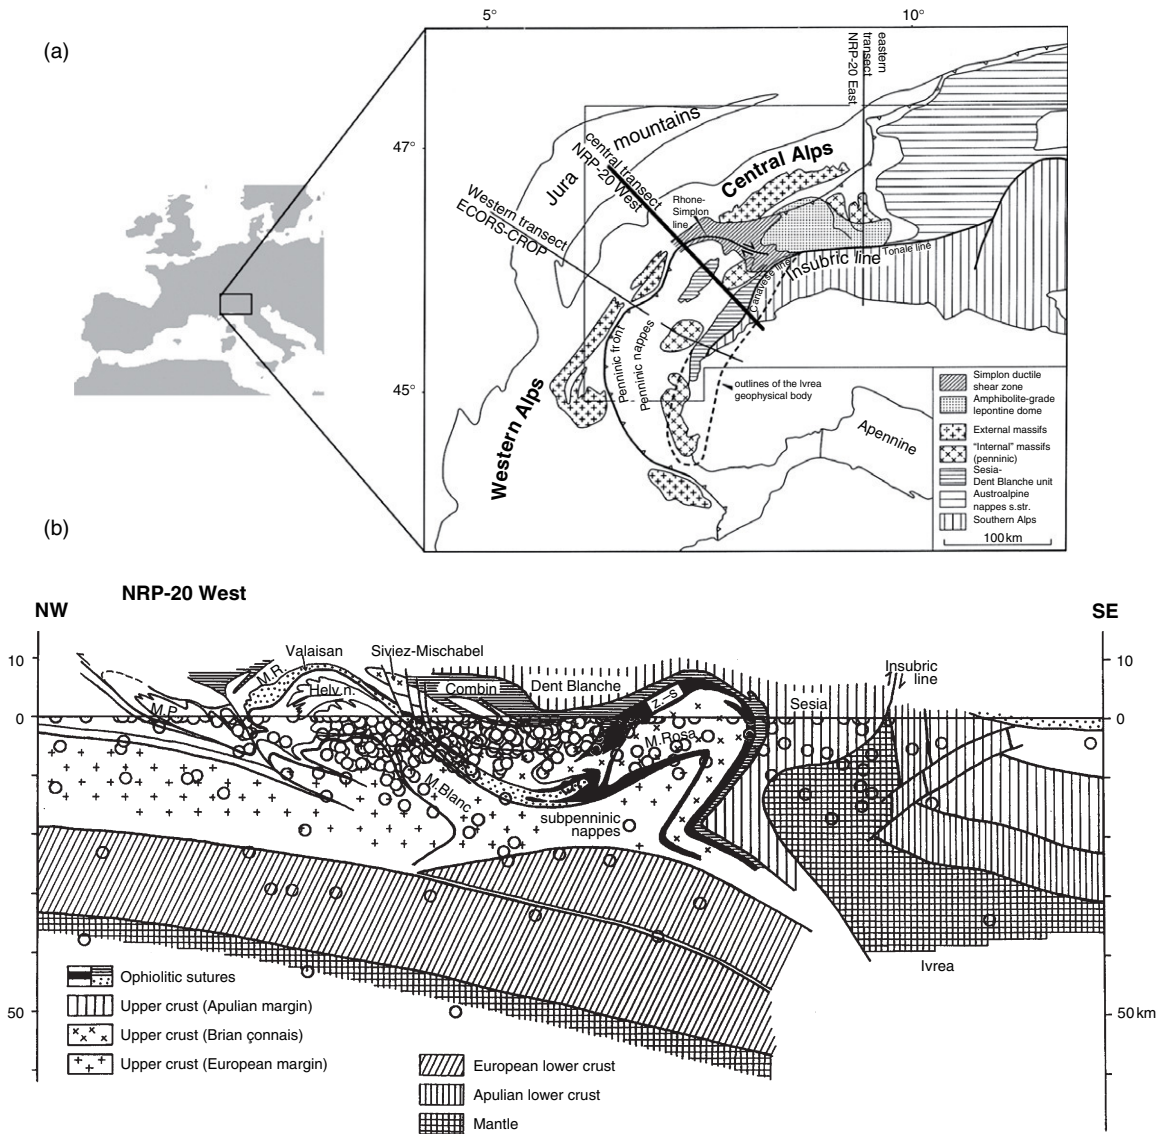 (a)
5°
10°
47°
45°
Jura
mountains
central transect
NRP-20 West
Western transect
ECORS-CROP
eastern
transect
NRP-20 East
Central Alps
Rhone-
Simplon
line
Insubric line
Tonale line
Canavese line
Penninic front
Penninic nappes
Western Alps
outlines of the Ivrea
geophysical body
Apennine
Simplon ductile
shear zone
Amphibolite-grade
lepontine dome
External massifs
"Internal" massifs
(penninic)
Sesia-
Dent Blanche unit
Austroalpine
nappes s.str.
Southern Alps
100km
(b)
NRP-20 West
NW
SE
Valaisan
Siviez-Mischabel
M.R.
Helv.n.
Combin
Dent Blanche
z.-s
Sesia
Insubric
line
10
10
0
0
M.P.
M.Rosa
M.Blanc
subpenninic
nappes
Ivrea
50
50km
Ophiolitic sutures
Upper crust (Apulian margin)
Upper crust (Brian çonnais)
Upper crust (European margin)
European lower crust
Apulian lower crust
Mantle